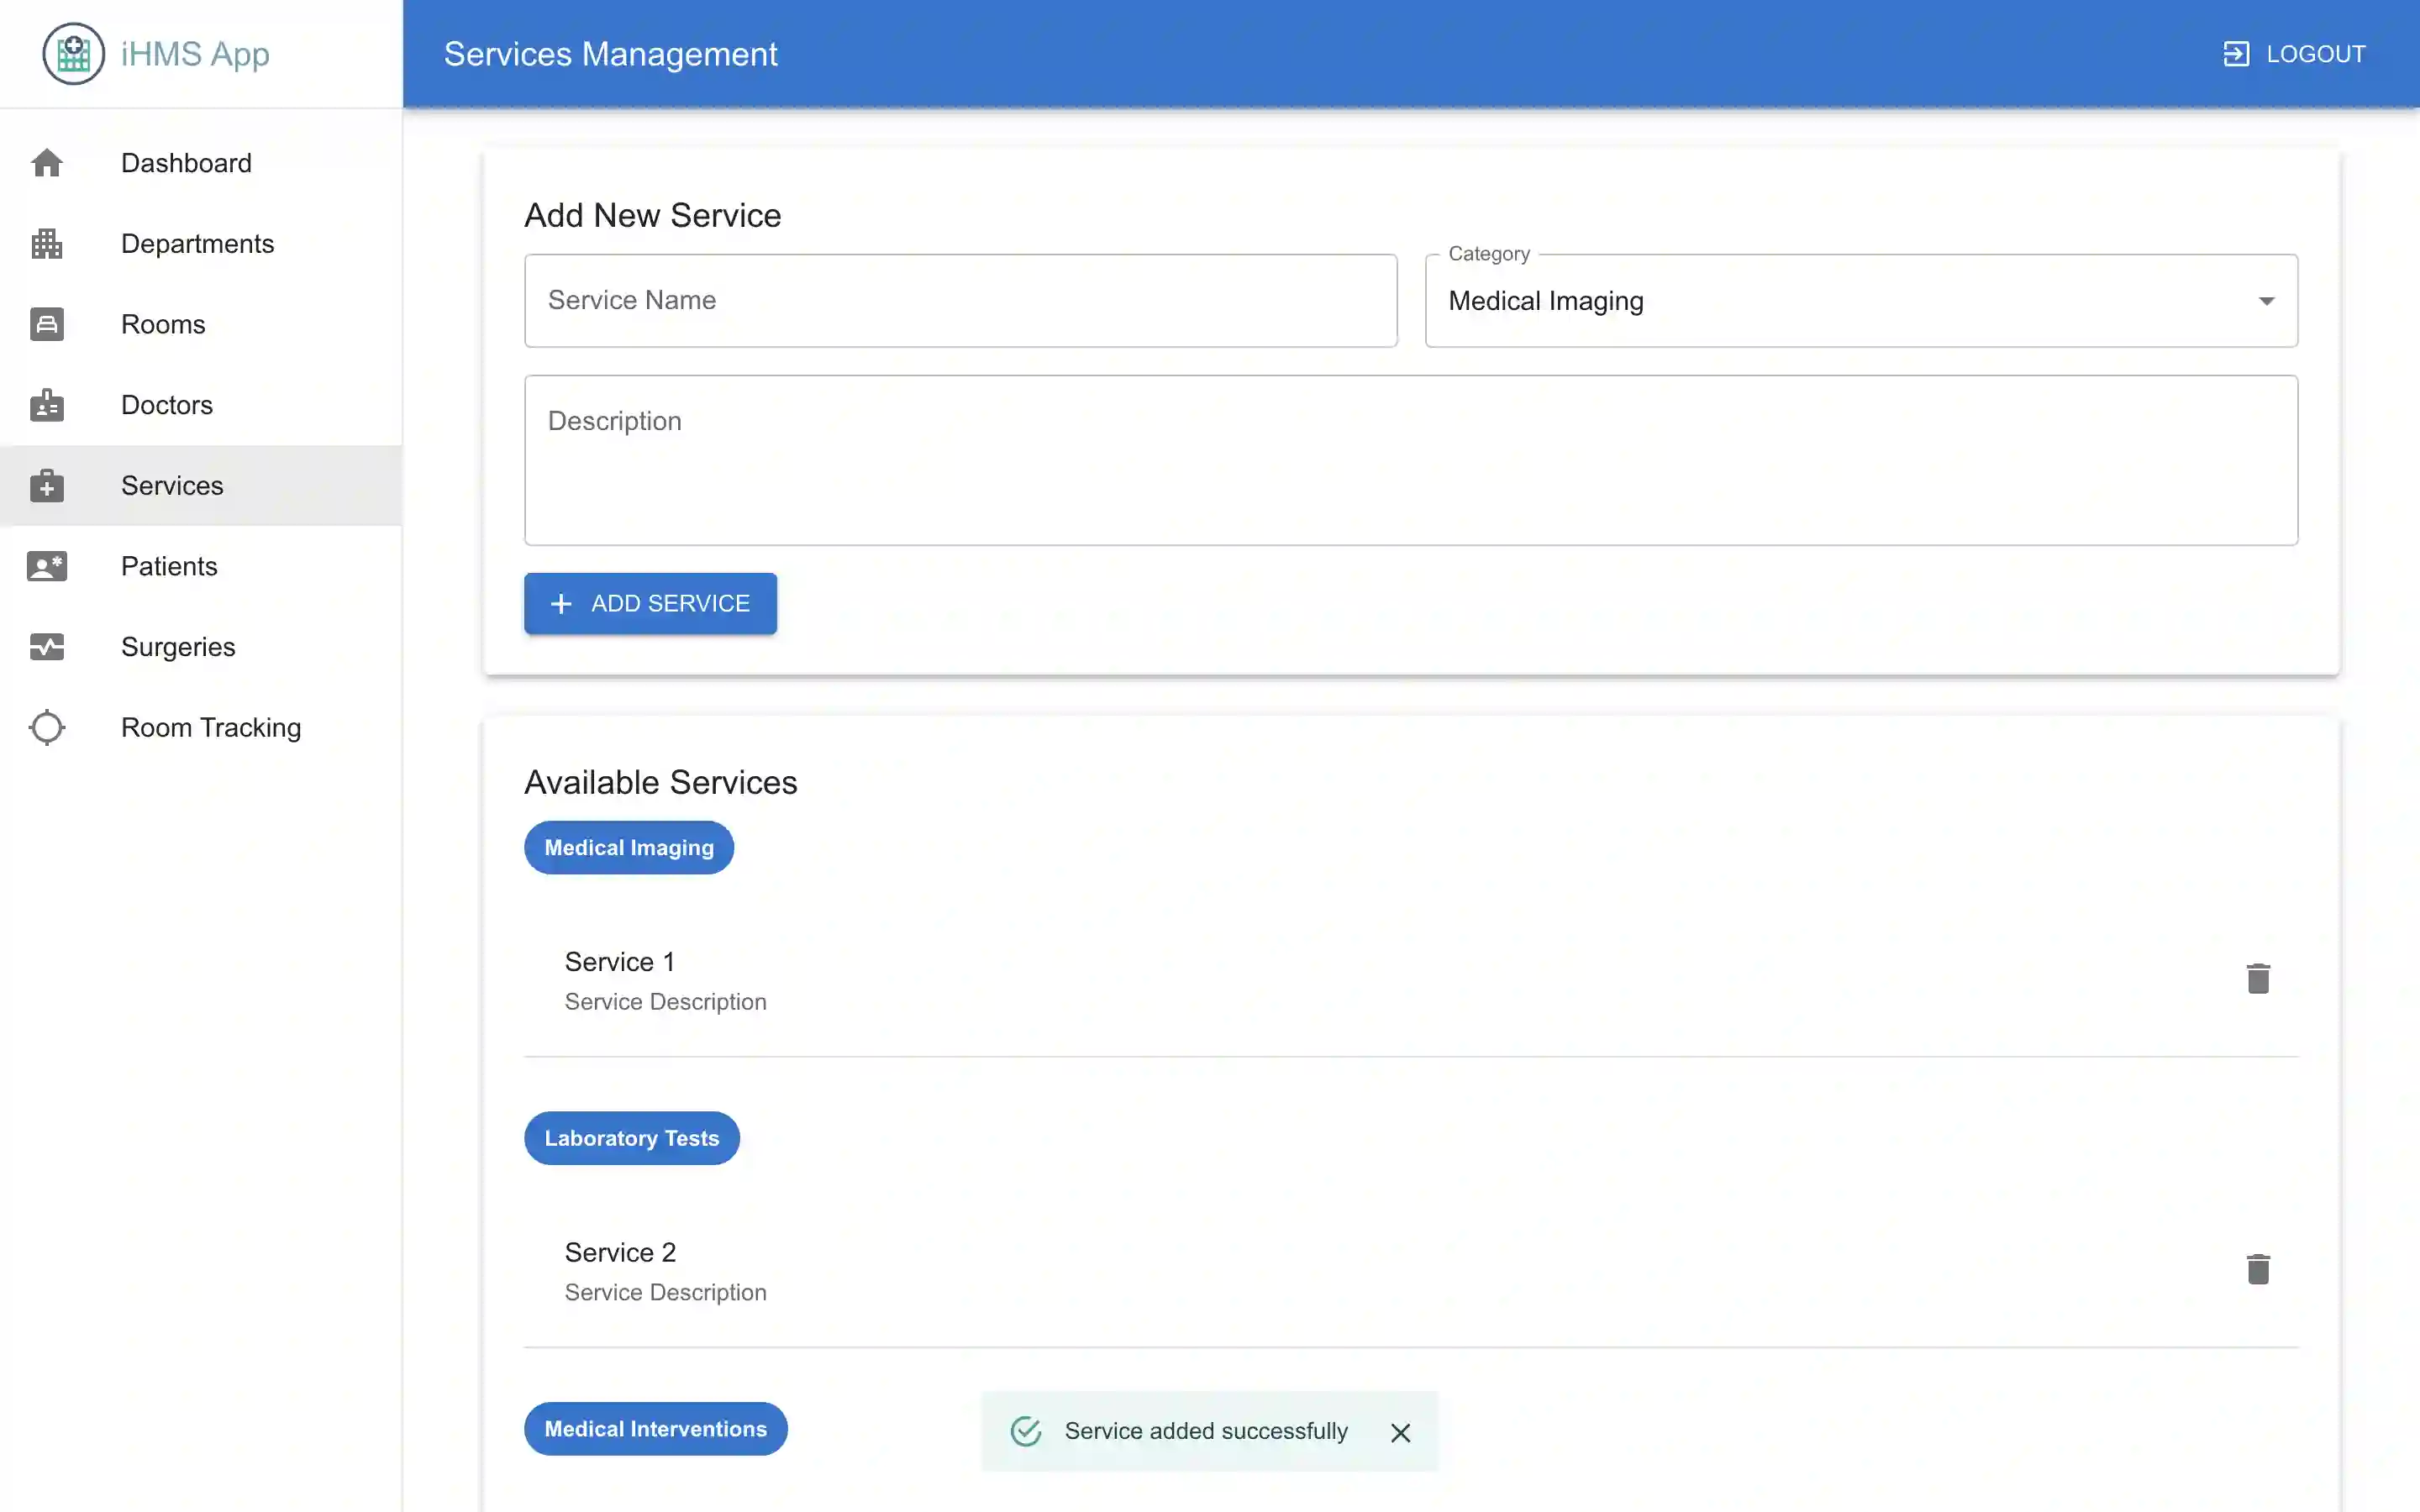 iHMS App
Services Management
LOGOUT
Dashboard
Departments
Rooms
Doctors
Services
Patients
Surgeries
Room Tracking
Add New Service
Service Name
Category
Medical Imaging
Description
ADD SERVICE
Available Services
Medical Imaging
Service 1
Service Description
Laboratory Tests
Service 2
Service Description
Medical Interventions
Service added successfully